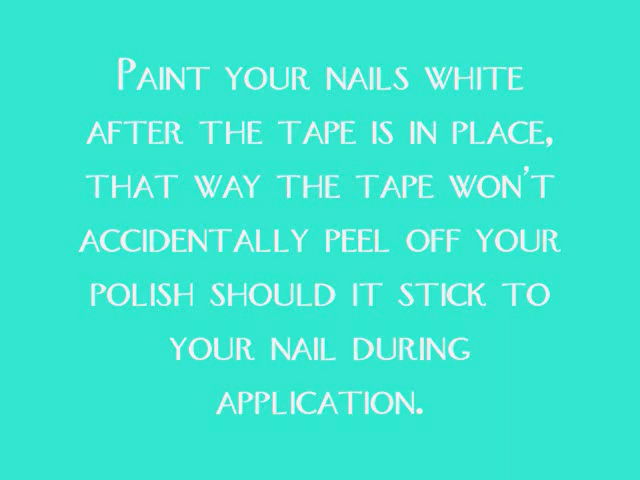 Paint your nails white
after the tape is in place,
that way the tape won't
accidentally peel off your
polish should it stick to
your nail during
application.